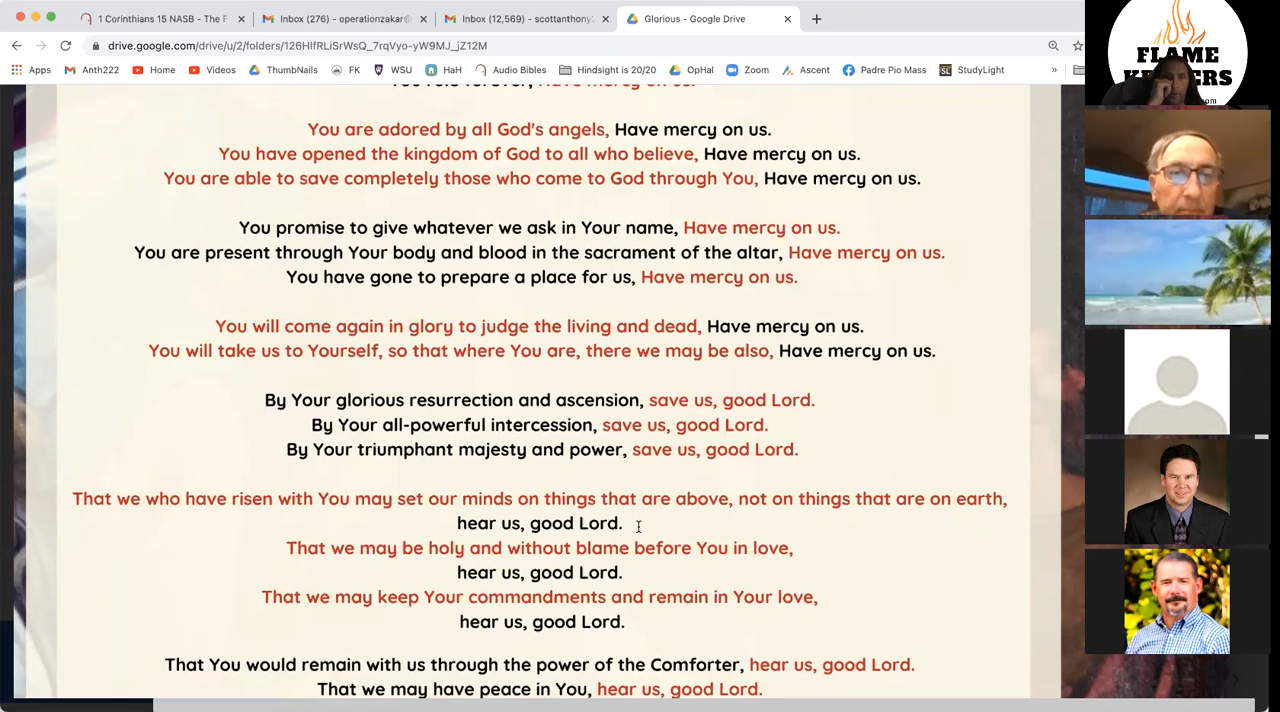 1 Corinthians 15 NASB - The F
Inbox (276) - operationzakar@
Inbox (12,569) - scottanthony
Glorious - Google Drive
drive.google.com/drive/u/2/folders/126HIfRLiSrWsQ_7rqVyo-yW9MJ_jZ12M
Apps Anth222 Home Videos ThumbNails FK WSU HaH Audio Bibles Hindsight is 20/20 OpHal Zoom Ascent Padre Pio Mass StudyLight »
FLAME
You are adored by all God's angels, Have mercy on us.
You have opened the kingdom of God to all who believe, Have mercy on us.
You are able to save completely those who come to God through You, Have mercy on us.
You promise to give whatever we ask in Your name, Have mercy on us.
You are present through Your body and blood in the sacrament of the altar, Have mercy on us.
You have gone to prepare a place for us, Have mercy on us.
You will come again in glory to judge the living and dead, Have mercy on us.
You will take us to Yourself, so that where You are, there we may be also, Have mercy on us.
By Your glorious resurrection and ascension, save us, good Lord.
By Your all-powerful intercession, save us, good Lord.
By Your triumphant majesty and power, save us, good Lord.
That we who have risen with You may set our minds on things that are above, not on things that are on earth,
hear us, good Lord.
That we may be holy and without blame before You in love,
hear us, good Lord.
That we may keep Your commandments and remain in Your love,
hear us, good Lord.
That You would remain with us through the power of the Comforter, hear us, good Lord.
That we may have peace in You, hear us, good Lord.